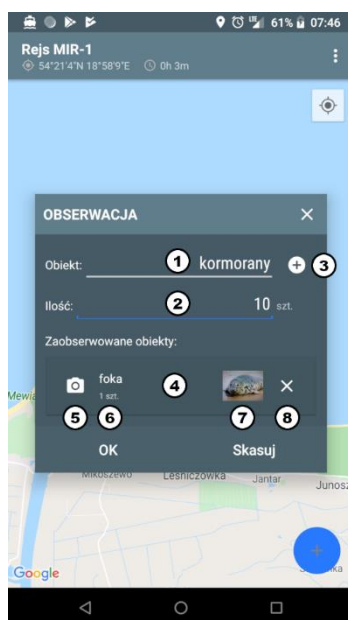 61% 07:46
Rejs MIR-1
54°21'4"N 18°58'9"E 0h 3m
OBSERWACJA
Obiekt: 1 kormorany 3
Ilość: 2 10 szt.
Zaobserwowane obiekty:
foka 4
1 szt.
5 6 7 8
OK Skasuj
Mikoszewo Leśniczówka Jantar
Google